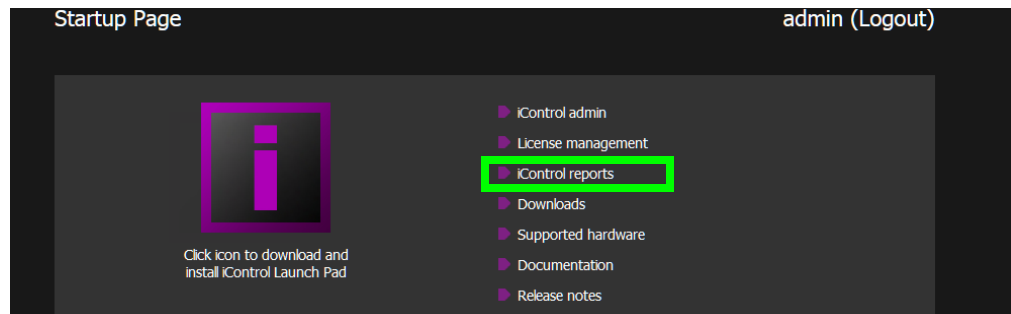 Startup Page
admin (Logout)
iControl admin
License management
iControl reports
Downloads
Supported hardware
Documentation
Release notes
Click icon to download and
install iControl Launch Pad